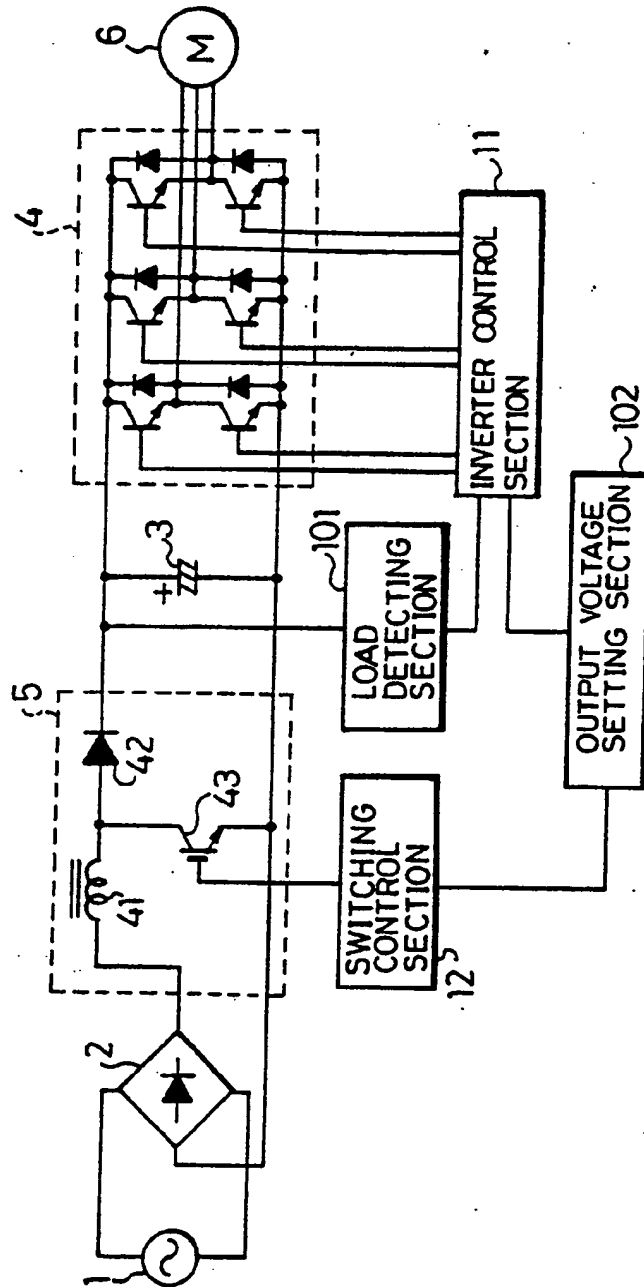 1
2
5
41
42
43
3
+
4
6
M
SWITCHING
CONTROL
SECTION
12
LOAD
DETECTING
SECTION
101
INVERTER CONTROL
SECTION
11
OUTPUT VOLTAGE
SETTING SECTION
102